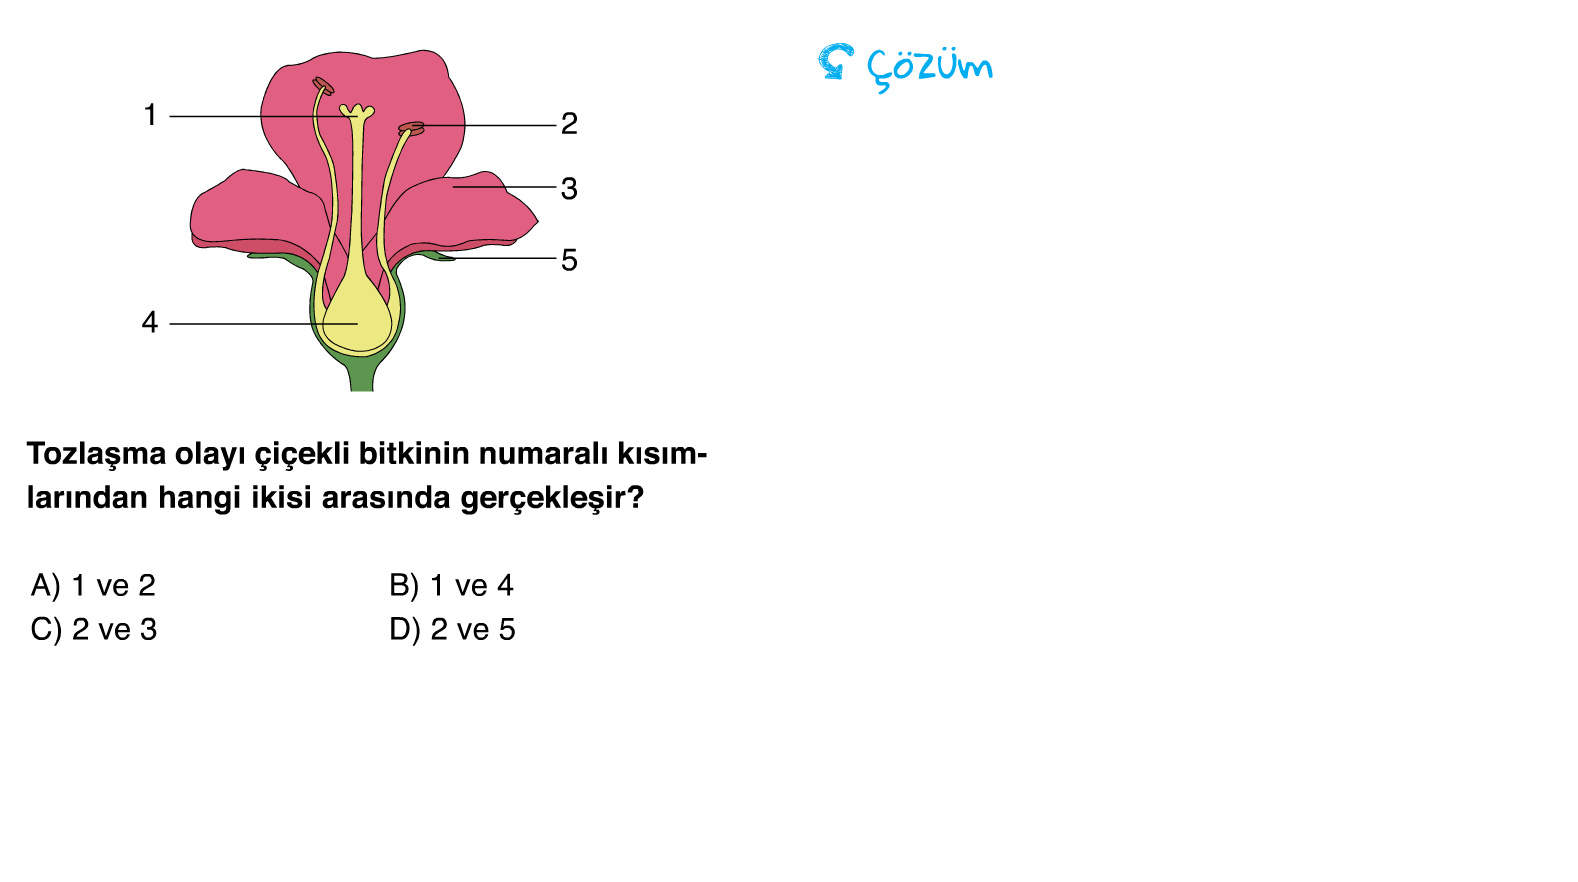 Çözüm
1
2
3
5
4
Tozlaşma olayı çiçekli bitkinin numaralı kısım-
larından hangi ikisi arasında gerçekleşir?
A) 1 ve 2 B) 1 ve 4
C) 2 ve 3 D) 2 ve 5